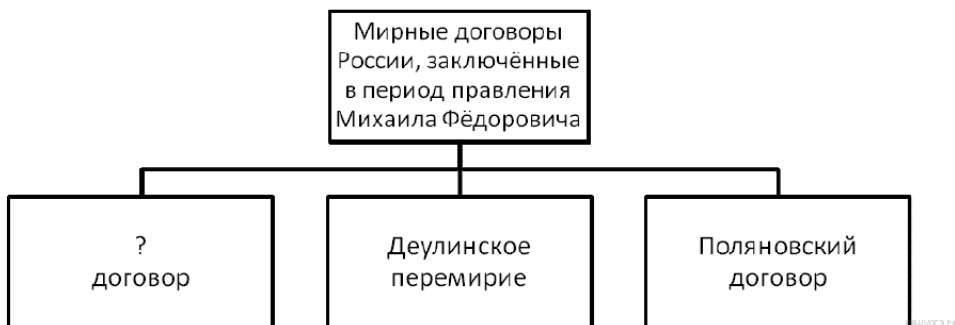 Мирные договоры
России, заключённые
в период правления
Михаила Фёдоровича
?
договор
Деулинское
перемирие
Поляновский
договор